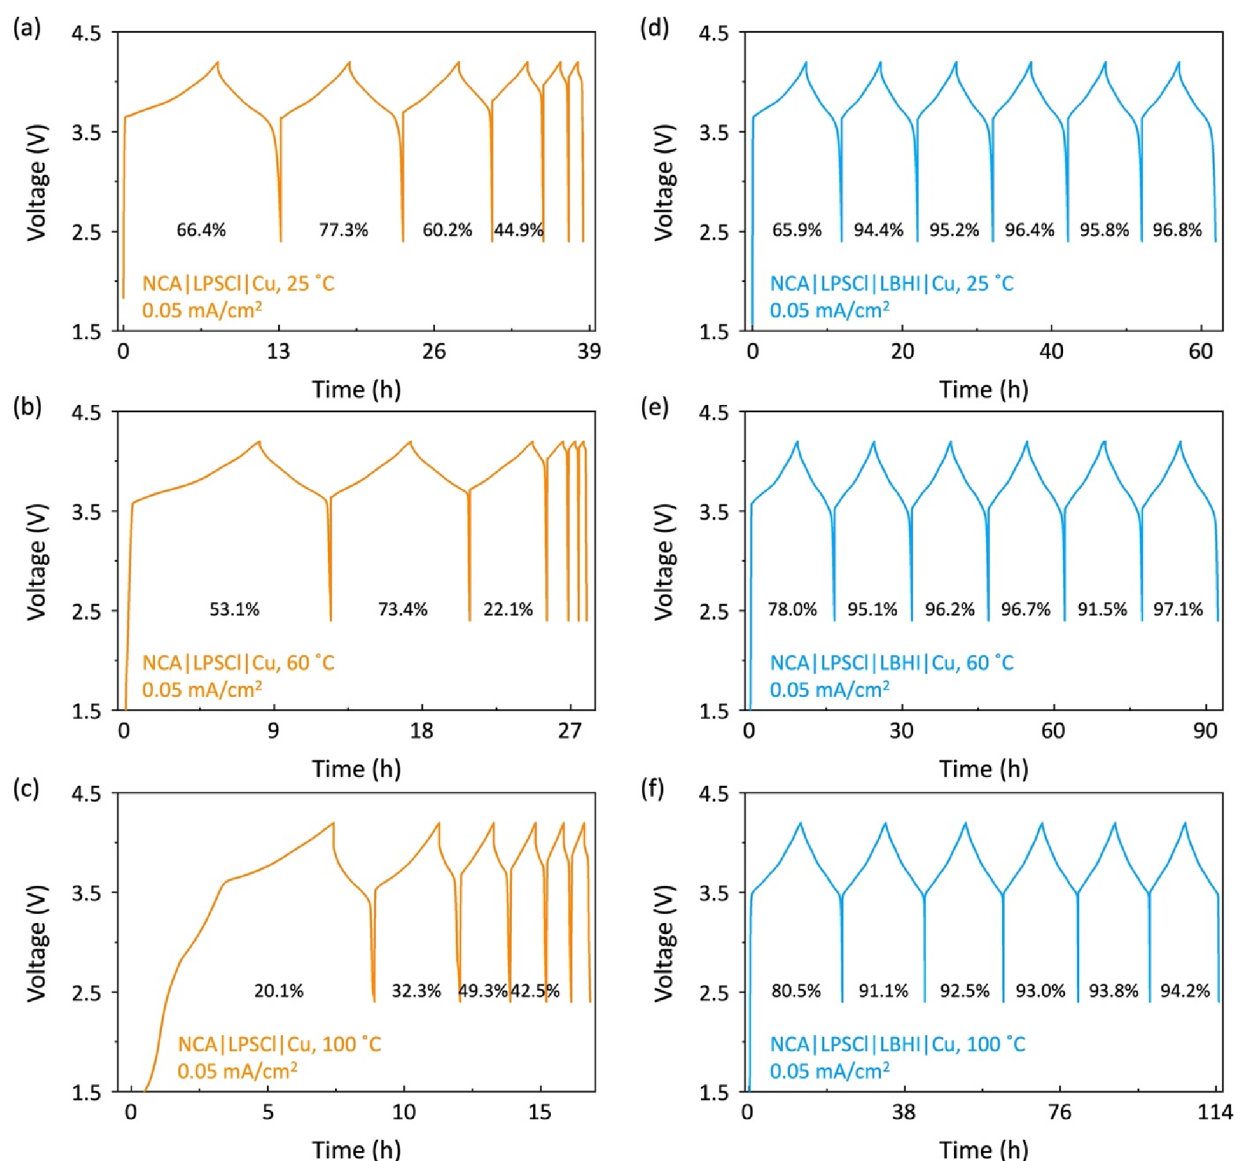 (a)
4.5
3.5
2.5
1.5
Voltage (V)
66.4% 77.3% 60.2% 44.9%
NCA|LPSCl|Cu, 25 ˚C
0.05 mA/cm²
0 13 26 39
Time (h)
(d)
4.5
3.5
2.5
1.5
Voltage (V)
65.9% 94.4% 95.2% 96.4% 95.8% 96.8%
NCA|LPSCl|LBHI|Cu, 25 ˚C
0.05 mA/cm²
0 20 40 60
Time (h)
(b)
4.5
3.5
2.5
1.5
Voltage (V)
53.1% 73.4% 22.1%
NCA|LPSCl|Cu, 60 ˚C
0.05 mA/cm²
0 9 18 27
Time (h)
(e)
4.5
3.5
2.5
1.5
Voltage (V)
78.0% 95.1% 96.2% 96.7% 91.5% 97.1%
NCA|LPSCl|LBHI|Cu, 60 ˚C
0.05 mA/cm²
0 30 60 90
Time (h)
(c)
4.5
3.5
2.5
1.5
Voltage (V)
20.1% 32.3% 49.3% 42.5%
NCA|LPSCl|Cu, 100 ˚C
0.05 mA/cm²
0 5 10 15
Time (h)
(f)
4.5
3.5
2.5
1.5
Voltage (V)
80.5% 91.1% 92.5% 93.0% 93.8% 94.2%
NCA|LPSCl|LBHI|Cu, 100 ˚C
0.05 mA/cm²
0 38 76 114
Time (h)